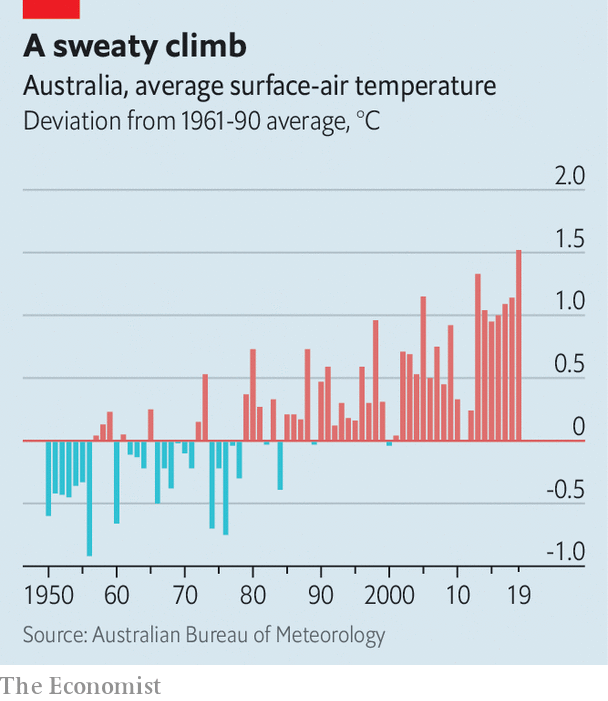 A sweaty climb
Australia, average surface-air temperature
Deviation from 1961-90 average, °C
2.0
1.5
1.0
0.5
0
-0.5
-1.0
1950 60 70 80 90 2000 10 19
Source: Australian Bureau of Meteorology
The Economist